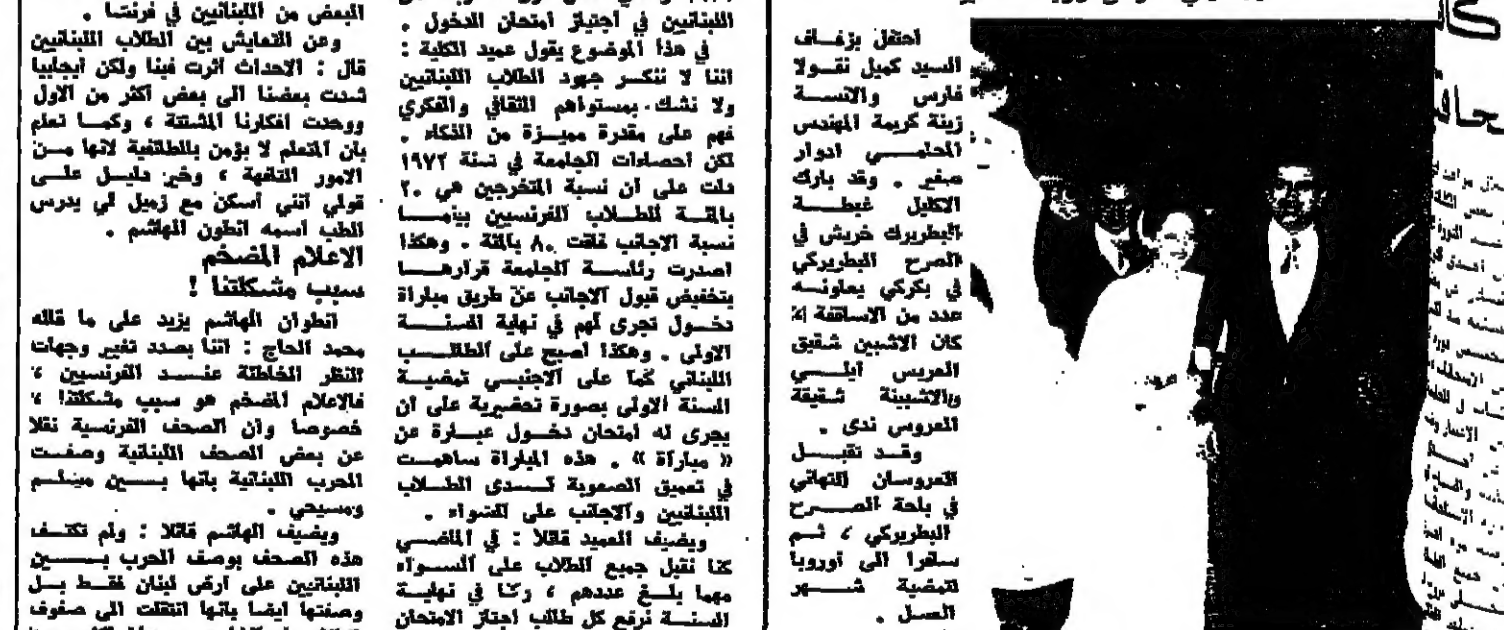 احتفل بزفاف
السيد كميل نقولا
فارس والانسة
زينة كريمة المهندس
المحلمي ادوار
صفير . وقد بارك
الاكليل غبطة
البطريرك خريش في
الصرح البطريركي
في بكركي يعاونه
عدد من الاساقفة
كان الاشبين شقيق
العريس ايلي
والاشبينة شقيقة
العروس ندى .
وقد تقبل
العروسان التهاني
في باحة الصرح
البطريركي ، ثم
سافرا الى اوروبا
لتمضية شهر
العسل .
اللبنانيين في اجتياز امتحان الدخول .
في هذا الموضوع يقول عميد الكلية :
اننا لا ننكر جهود الطلاب اللبنانيين
ولا نشك بمستواهم الثقافي والفكري
فهم على مقدرة مميزة من الذكاء .
لكن احصاءات الجامعة في سنة ١٩٧٢
دلت على أن نسبة المتخرجين هي ٢٠
بالمئة للطلاب الفرنسيين بينما
نسبة الاجانب فاقت ٨٠ بالمئة . وهكذا
اصدرت رئاسة الجامعة قرارها
بتخفيض قبول الاجانب عن طريق مباراة
دخول تجرى لهم في نهاية السنة
الاولى . وهكذا اصبح على الطالب
اللبناني كما على الاجنبي تمضية
السنة الاولى بصورة تحضيرية على أن
يجرى له امتحان دخول عبارة عن
« مباراة » . هذه المباراة ساهمت
في تعميق الصعوبة لدى الطلاب
اللبنانيين والاجانب على السواء .
ويضيف العميد قائلا : في الماضي
كنا نقبل جميع الطلاب على السواء
مهما بلغ عددهم ، وكنا في نهاية
السنة نرفع كل طالب اجتاز الامتحان
البعض من اللبنانيين في فرنسا .
وعن التعايش بين الطلاب اللبنانيين
قال : الاحداث اثرت فينا ولكن ايجابيا
شدت بعضنا الى بعض أكثر من الاول
ووحدت افكارنا المشتتة ، وكما تعلم
بان المتعلم لا يؤمن بالطائفية لانها من
الامور التافهة ، وخير دليل على
قولي انني أسكن مع زميل لي يدرس
الطب اسمه انطون الهاشم .
الاعلام المضخم
سبب مشكلتنا !
انطوان الهاشم يزيد على ما قاله
محمد الحاج : اننا بصدد تغيير وجهات
النظر الخاطئة عند الفرنسيين ،
فالاعلام المضخم هو سبب مشكلتنا ،
خصوصا وان الصحف الفرنسية نقلا
عن بعض الصحف اللبنانية وصفت
الحرب اللبنانية بانها بين مسلم
ومسيحي .
ويضيف الهاشم قائلا : ولم تكتف
هذه الصحف بوصف الحرب بين
اللبنانيين على ارض لبنان فقط بل
وصفتها ايضا بانها انتقلت الى صفوف